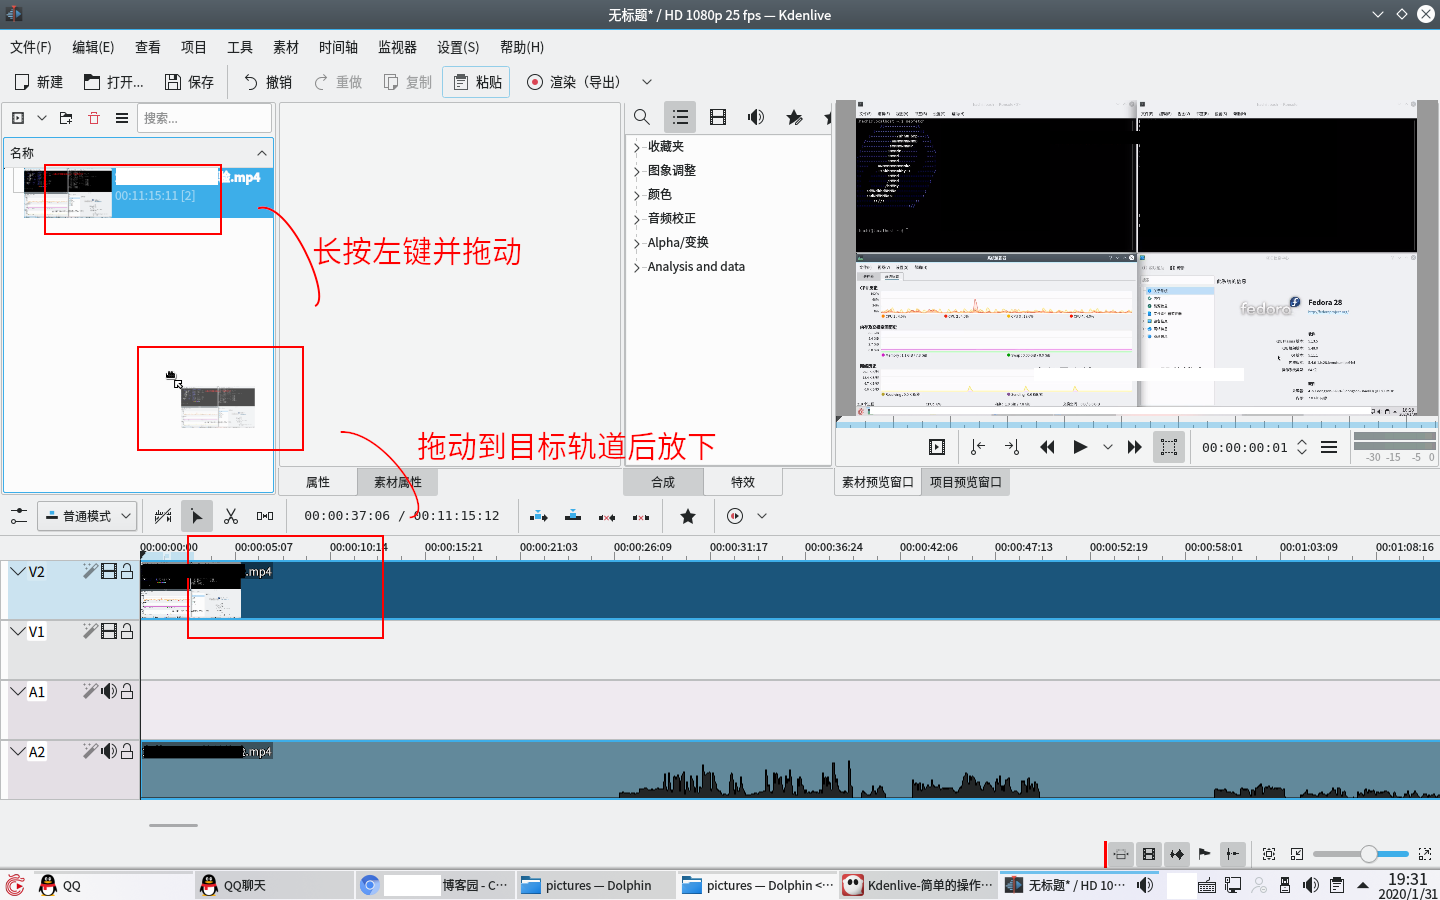 无标题* / HD 1080p 25 fps — Kdenlive
文件(F) 编辑(E) 查看 项目 工具 素材 时间轴 监视器 设置(S) 帮助(H)
新建 打开... 保存 撤销 重做 复制 粘贴 渲染（导出）
搜索...
名称
.mp4
00:11:15:11 [2]
收藏夹
图象调整
颜色
音频校正
Alpha/变换
Analysis and data
长按左键并拖动
拖动到目标轨道后放下
fedora
Fedora 28
00:00:00:01
-30 -15 -5 0
属性 素材属性 合成 特效 素材预览窗口 项目预览窗口
普通模式 00:00:37:06 / 00:11:15:12
00:00:00:00 00:00:05:07 00:00:10:14 00:00:15:21 00:00:21:03 00:00:26:09 00:00:31:17 00:00:36:24 00:00:42:06 00:00:47:13 00:00:52:19 00:00:58:01 00:01:03:09 00:01:08:16
V2 .mp4
V1
A1
A2 .mp4
QQ QQ聊天 博客园 - C... pictures — Dolphin pictures — Dolphin <... Kdenlive-简单的操作... 无标题* / HD 10... 19:31
2020/1/31